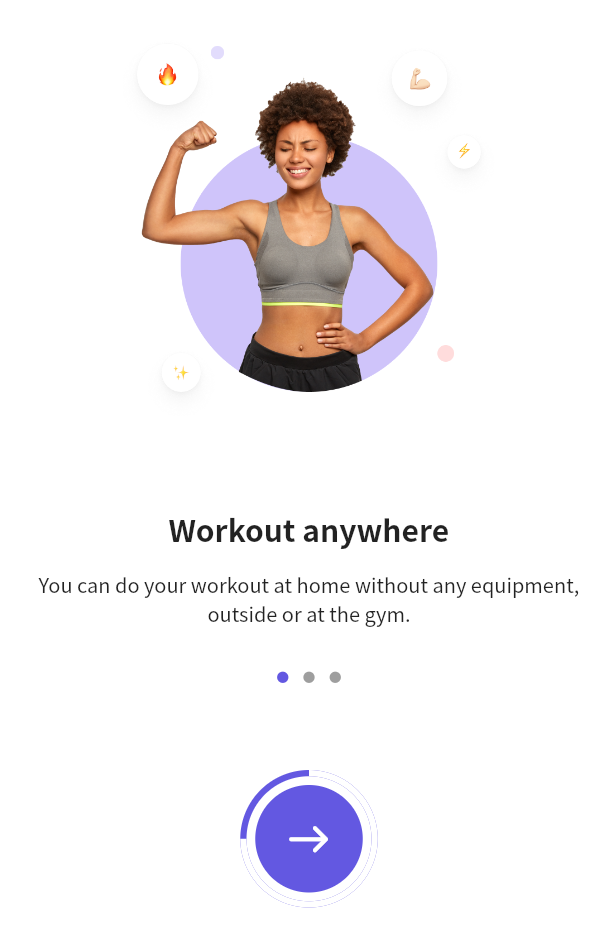 Workout anywhere
You can do your workout at home without any equipment,
outside or at the gym.